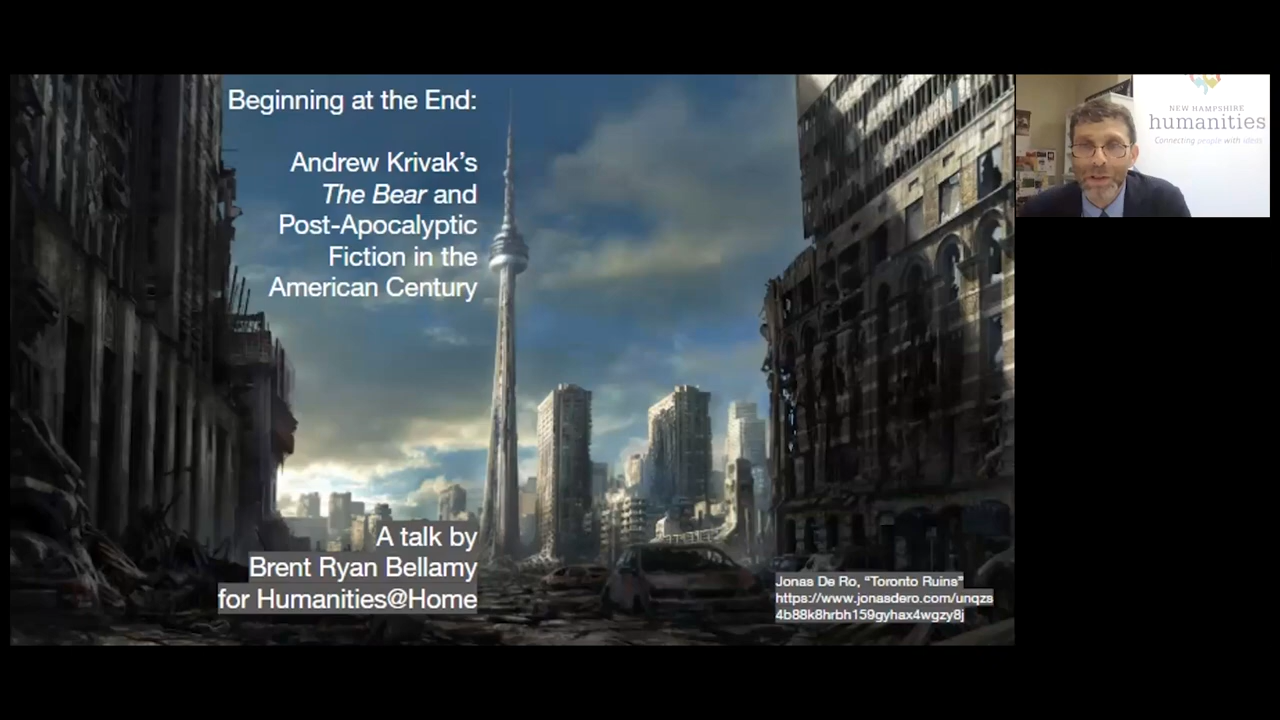 Beginning at the End:
Andrew Krivak’s
The Bear and
Post-Apocalyptic
Fiction in the
American Century
A talk by
Brent Ryan Bellamy
for Humanities@Home
Jonas De Ro, “Toronto Ruins”
https://www.jonasdero.com/unqzs
4b88k8hrbh159gyhax4wgzy8j
NEW HAMPSHIRE
humanities
Connecting people with ideas